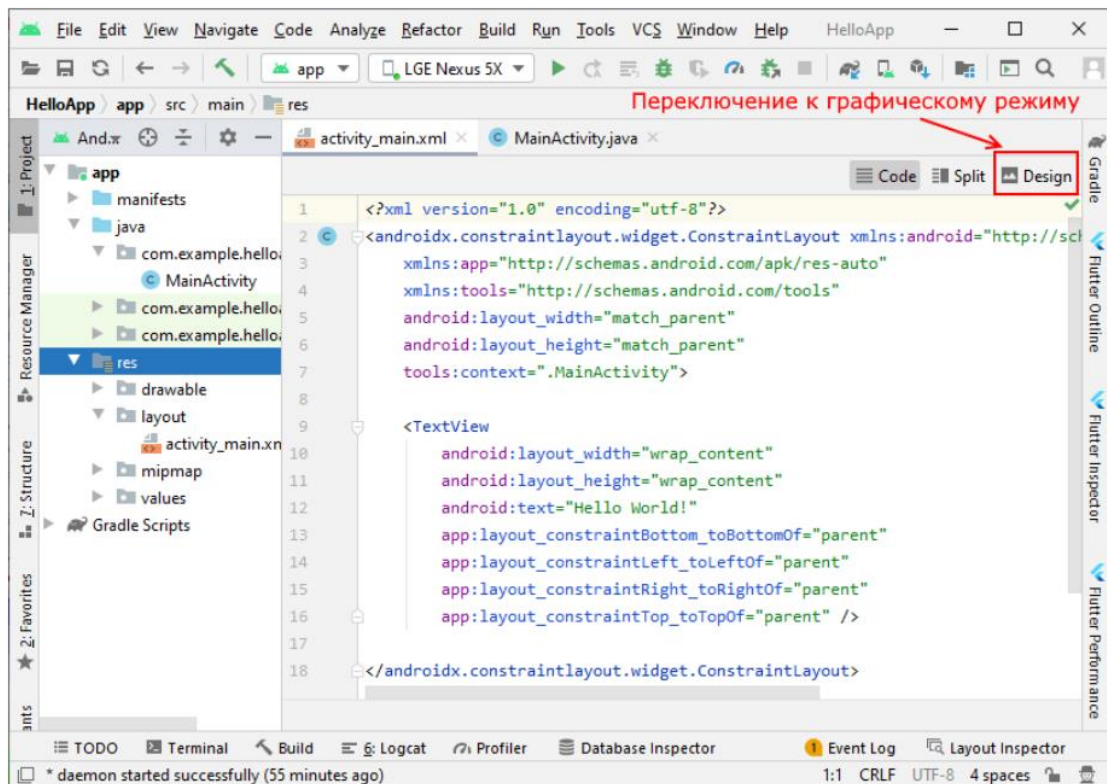 File Edit View Navigate Code Analyze Refactor Build Run Tools VCS Window Help HelloApp
app LGE Nexus 5X
HelloApp app src main res
Переключение к графическому режиму
1: Project
Resource Manager
7: Structure
2: Favorites
And.
app
manifests
java
com.example.hello
MainActivity
com.example.hello
com.example.hello
res
drawable
layout
activity_main.xm
mipmap
values
Gradle Scripts
activity_main.xml MainActivity.java
Code Split Design
1 <?xml version="1.0" encoding="utf-8"?>
2 <androidx.constraintlayout.widget.ConstraintLayout xmlns:android="http://sch
3 xmlns:app="http://schemas.android.com/apk/res-auto"
4 xmlns:tools="http://schemas.android.com/tools"
5 android:layout_width="match_parent"
6 android:layout_height="match_parent"
7 tools:context=".MainActivity">
8
9 <TextView
10 android:layout_width="wrap_content"
11 android:layout_height="wrap_content"
12 android:text="Hello World!"
13 app:layout_constraintBottom_toBottomOf="parent"
14 app:layout_constraintLeft_toLeftOf="parent"
15 app:layout_constraintRight_toRightOf="parent"
16 app:layout_constraintTop_toTopOf="parent" />
17
18 </androidx.constraintlayout.widget.ConstraintLayout>
Gradle
Flutter Outline
Flutter Inspector
Flutter Performance
TODO Terminal Build 6: Logcat Profiler Database Inspector 1 Event Log Layout Inspector
* daemon started successfully (55 minutes ago) 1:1 CRLF UTF-8 4 spaces